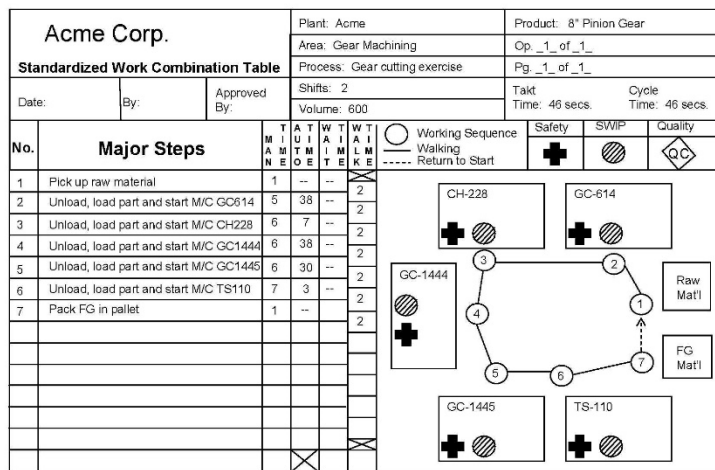 Acme Corp.
Standardized Work Combination Table
Date: By: Approved By:
Plant: Acme
Area: Gear Machining
Process: Gear cutting exercise
Shifts: 2
Volume: 600
Product: 8" Pinion Gear
Op. _1_ of _1_
Pg. _1_ of _1_
Takt Time: 46 secs. Cycle Time: 46 secs.
No. Major Steps MAN TIME AUTO TIME WAIT TIME WALK TIME
1 Pick up raw material 1 -- --
2 Unload, load part and start M/C GC614 5 38 -- 2
3 Unload, load part and start M/C CH228 6 7 -- 2
4 Unload, load part and start M/C GC1444 6 38 -- 2
5 Unload, load part and start M/C GC1445 6 30 -- 2
6 Unload, load part and start M/C TS110 7 3 -- 2
7 Pack FG in pallet 1 -- 2
Working Sequence
Walking
Return to Start
Safety SWIP Quality
QC
CH-228 GC-614
3 2
GC-1444
Raw Mat'l
1
4
FG Mat'l
7
5 6
GC-1445 TS-110